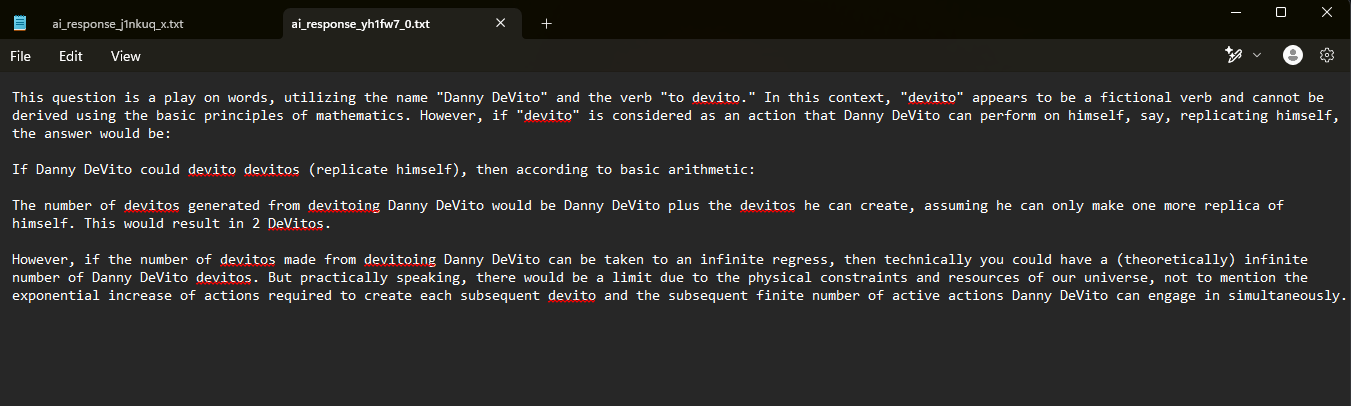 ai_response_j1nkuq_x.txt
ai_response_yh1fw7_0.txt
File Edit View
This question is a play on words, utilizing the name "Danny DeVito" and the verb "to devito." In this context, "devito" appears to be a fictional verb and cannot be
derived using the basic principles of mathematics. However, if "devito" is considered as an action that Danny DeVito can perform on himself, say, replicating himself,
the answer would be:
If Danny DeVito could devito devitos (replicate himself), then according to basic arithmetic:
The number of devitos generated from devitoing Danny DeVito would be Danny DeVito plus the devitos he can create, assuming he can only make one more replica of
himself. This would result in 2 DeVitos.
However, if the number of devitos made from devitoing Danny DeVito can be taken to an infinite regress, then technically you could have a (theoretically) infinite
number of Danny DeVito devitos. But practically speaking, there would be a limit due to the physical constraints and resources of our universe, not to mention the
exponential increase of actions required to create each subsequent devito and the subsequent finite number of active actions Danny DeVito can engage in simultaneously.